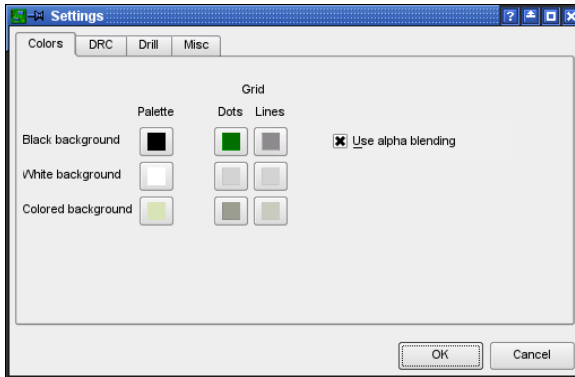 Settings
Colors DRC Drill Misc
Grid
Palette Dots Lines
Black background
Use alpha blending
White background
Colored background
OK Cancel